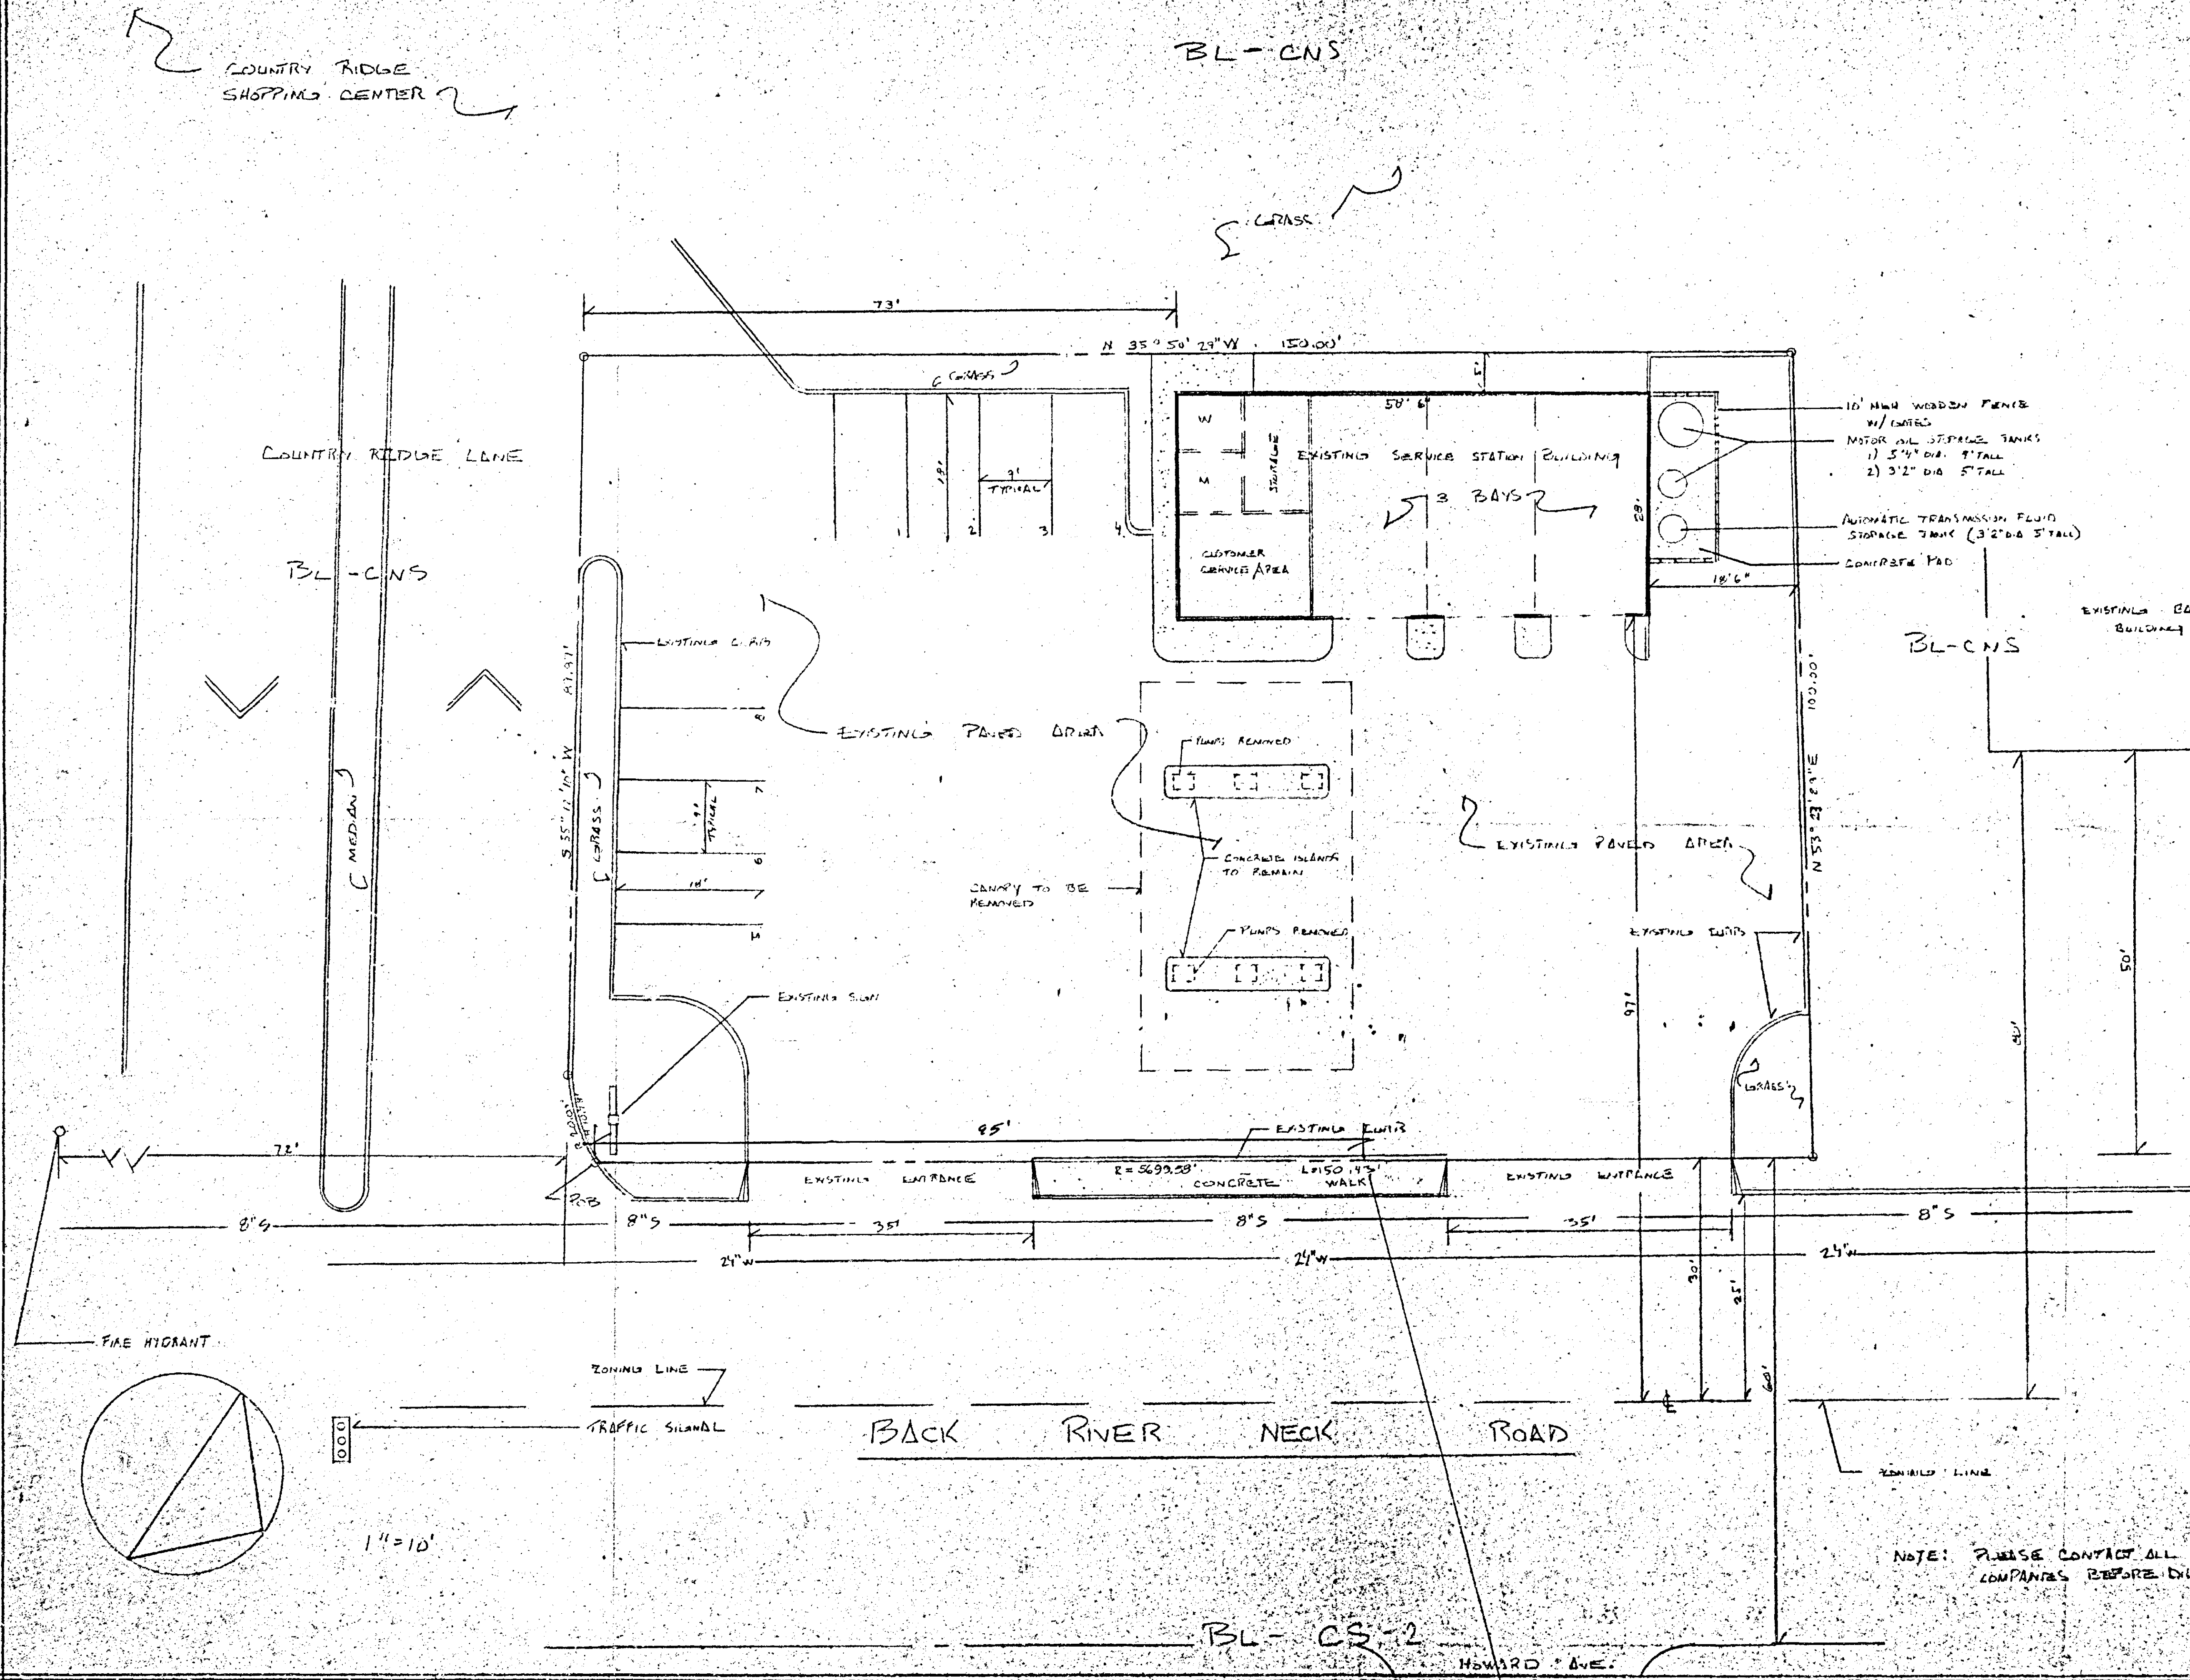 BL-CNS
COUNTRY RIDGE
SHOPPING CENTER
GRASS
73'
N 35° 50' 29" W 150.00'
GRASS
58' 6"
W
M
STORAGE
EXISTING SERVICE STATION BUILDING
3 BAYS
CUSTOMER
SERVICE AREA
28'
18'
9'
TYPICAL
1
2
3
4
10' HIGH WOODEN FENCE
W/ GATES
MOTOR OIL STORAGE TANKS
1) 5'4" DIA. 9' TALL
2) 3'2" DIA 5' TALL
AUTOMATIC TRANSMISSION FLUID
STORAGE TANK (3'2" DIA 5' TALL)
CONCRETE PAD
18'6"
EXISTING
BUILDING
BL-CNS
COUNTRY RIDGE LANE
BL-CNS
EXISTING CURB
87.97'
100.00'
EXISTING PAVED AREA
8
PUMPS REMOVED
MEDIAN
GRASS
7
9'
TYPICAL
6
18'
CONCRETE ISLANDS
TO REMAIN
CANOPY TO BE
REMOVED
EXISTING PAVED AREA
PUMPS REMOVED
EXISTING CURB
EXISTING SIGN
97'
50'
GRASS
72'
85'
EXISTING CURB
EXISTING ENTRANCE
R=5699.58' L=150.43'
CONCRETE WALK
EXISTING ENTRANCE
POB
8"S
8"S
35'
8"S
35'
8"S
24"W
24"W
24"W
30'
25'
60'
FIRE HYDRANT
ZONING LINE
TRAFFIC SIGNAL
BACK RIVER NECK ROAD
ZONING LINE
1"=10'
NOTE: PLEASE CONTACT ALL
COMPANIES BEFORE
BL-CS-2
HOWARD AVE.